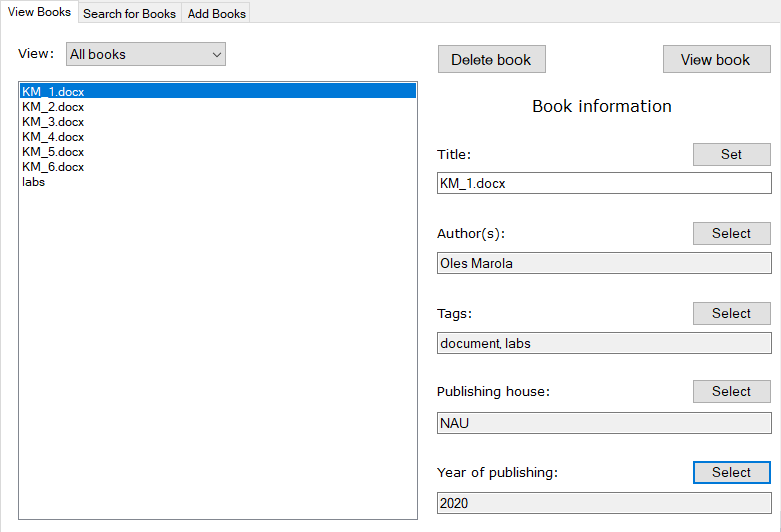 View Books Search for Books Add Books
View: All books
Delete book View book
KM_1.docx
KM_2.docx
KM_3.docx
KM_4.docx
KM_5.docx
KM_6.docx
labs
Book information
Title: Set
KM_1.docx
Author(s): Select
Oles Marola
Tags: Select
document, labs
Publishing house: Select
NAU
Year of publishing: Select
2020